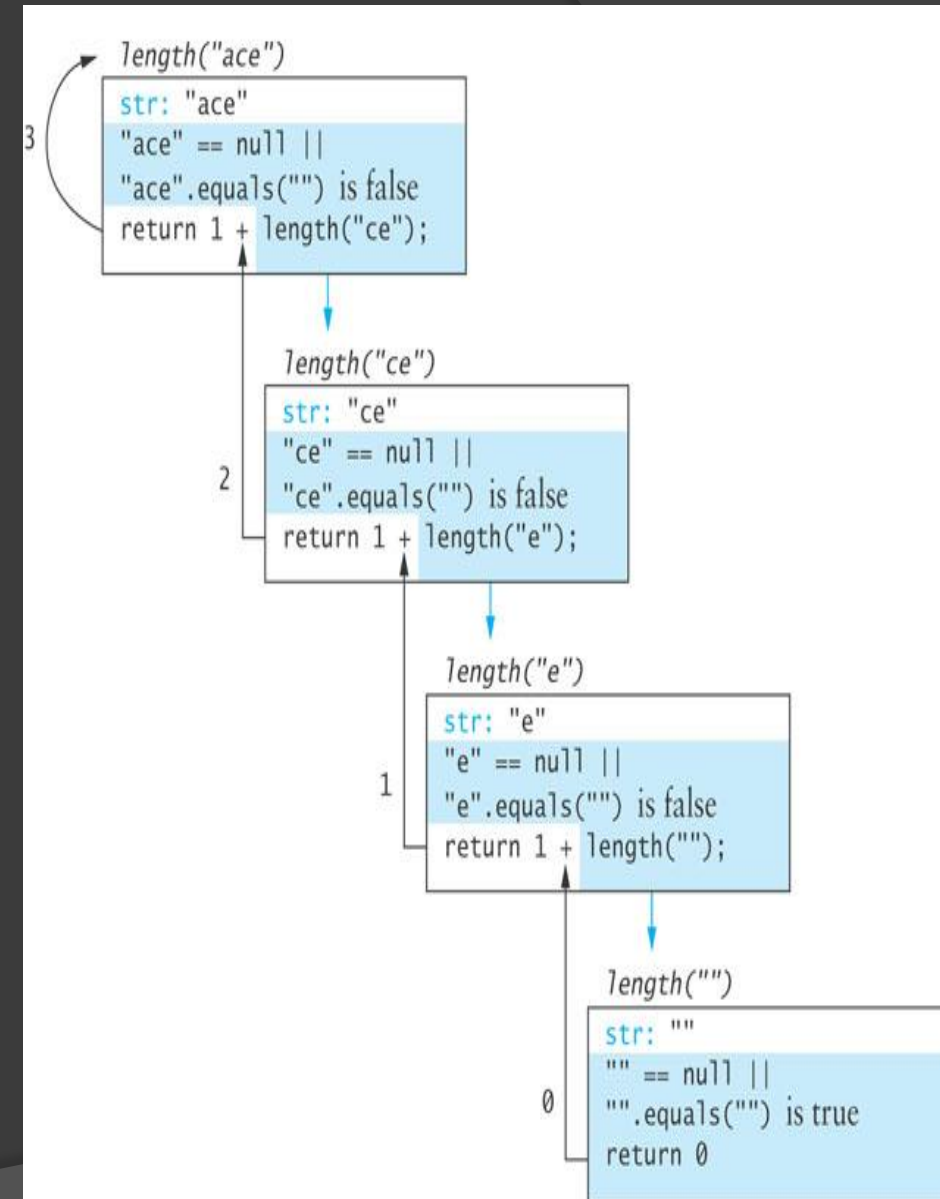 length("ace")
3
str: "ace"
"ace" == null ||
"ace".equals("") is false
return 1 + length("ce");
length("ce")
2
str: "ce"
"ce" == null ||
"ce".equals("") is false
return 1 + length("e");
length("e")
1
str: "e"
"e" == null ||
"e".equals("") is false
return 1 + length("");
length("")
0
str: ""
"" == null ||
"".equals("") is true
return 0